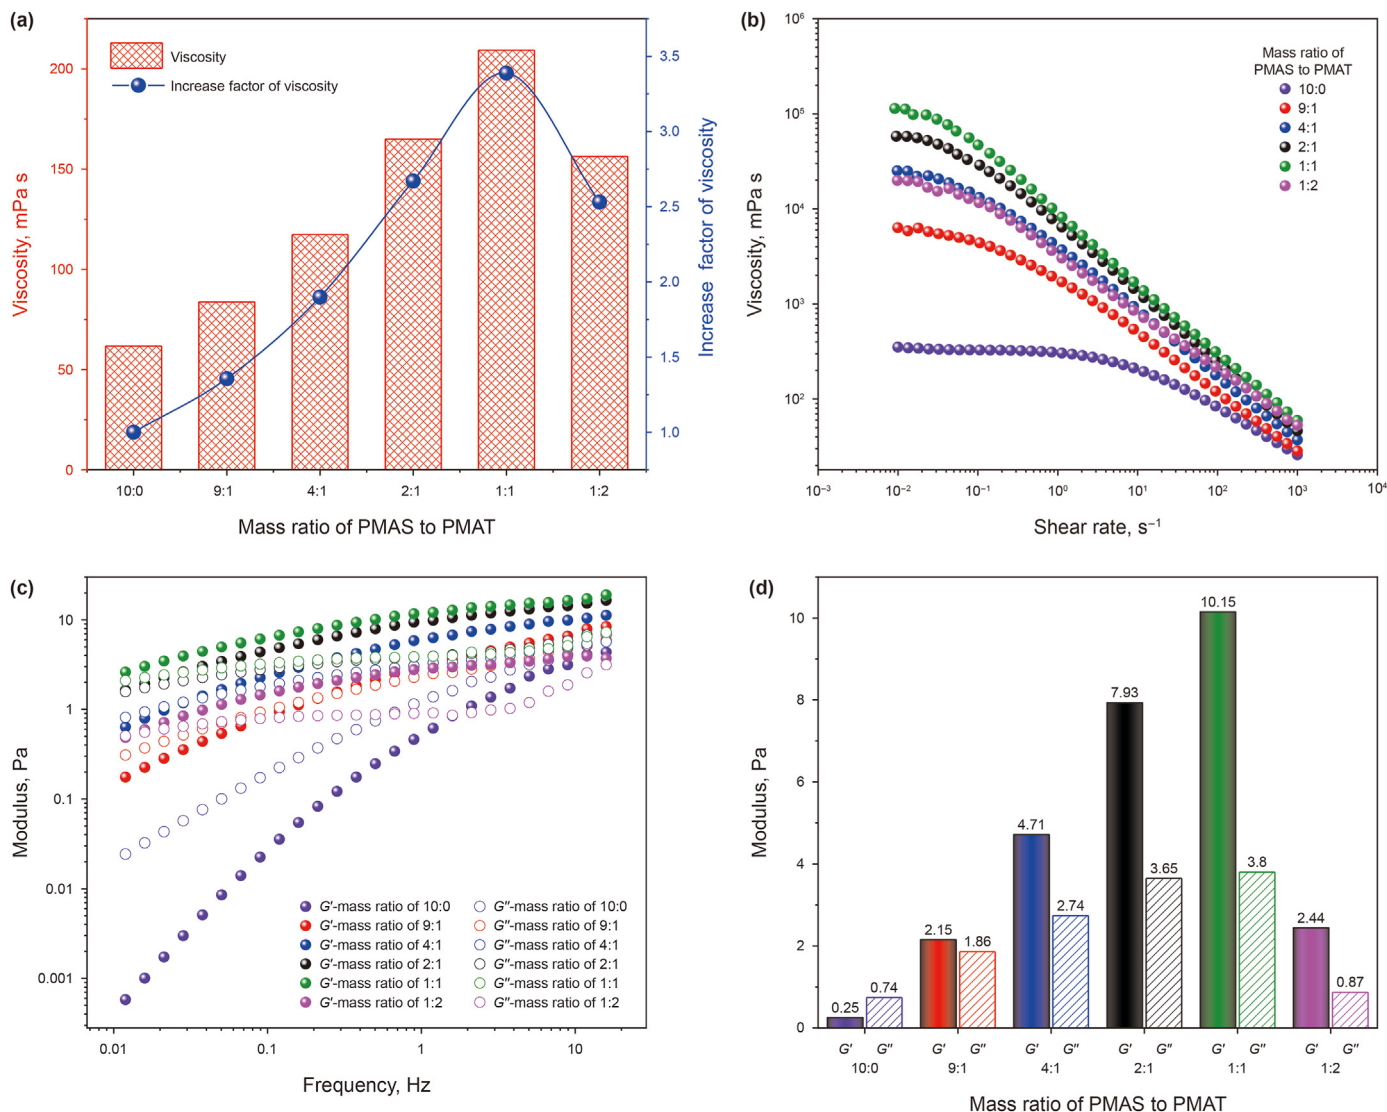 (a)
Viscosity
Increase factor of viscosity
Viscosity, mPa s
200
150
100
50
0
3.5
3.0
2.5
2.0
1.5
1.0
Increase factor of viscosity
10:0 9:1 4:1 2:1 1:1 1:2
Mass ratio of PMAS to PMAT
(b)
Mass ratio of
PMAS to PMAT
10:0
9:1
4:1
2:1
1:1
1:2
Viscosity, mPa s
10⁶
10⁵
10⁴
10³
10²
10⁻³ 10⁻² 10⁻¹ 10⁰ 10¹ 10² 10³ 10⁴
Shear rate, s⁻¹
(c)
Modulus, Pa
10
1
0.1
0.01
0.001
G′-mass ratio of 10:0 G″-mass ratio of 10:0
G′-mass ratio of 9:1 G″-mass ratio of 9:1
G′-mass ratio of 4:1 G″-mass ratio of 4:1
G′-mass ratio of 2:1 G″-mass ratio of 2:1
G′-mass ratio of 1:1 G″-mass ratio of 1:1
G′-mass ratio of 1:2 G″-mass ratio of 1:2
0.01 0.1 1 10
Frequency, Hz
(d)
Modulus, Pa
10
8
6
4
2
0
0.25 0.74 2.15 1.86 4.71 2.74 7.93 3.65 10.15 3.8 2.44 0.87
G′ G″ G′ G″ G′ G″ G′ G″ G′ G″ G′ G″
10:0 9:1 4:1 2:1 1:1 1:2
Mass ratio of PMAS to PMAT